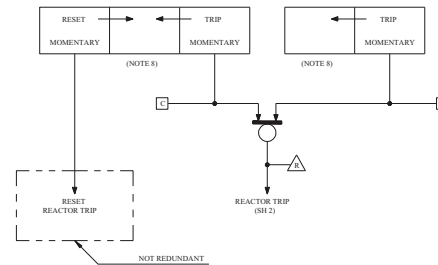 RESET TRIP TRIP
MOMENTARY MOMENTARY MOMENTARY
(NOTE 8) (NOTE 8)
C
R
RESET
REACTOR TRIP
REACTOR TRIP
(SH 2)
NOT REDUNDANT